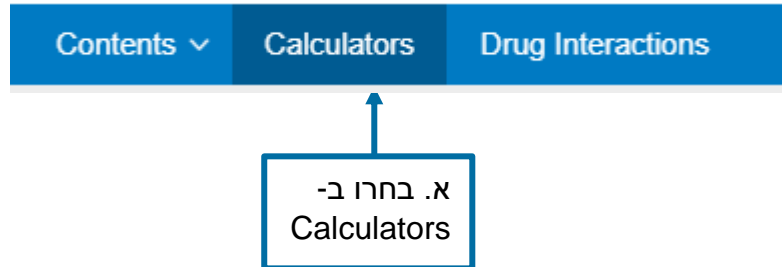 Contents Calculators Drug Interactions
א. בחרו ב-
Calculators